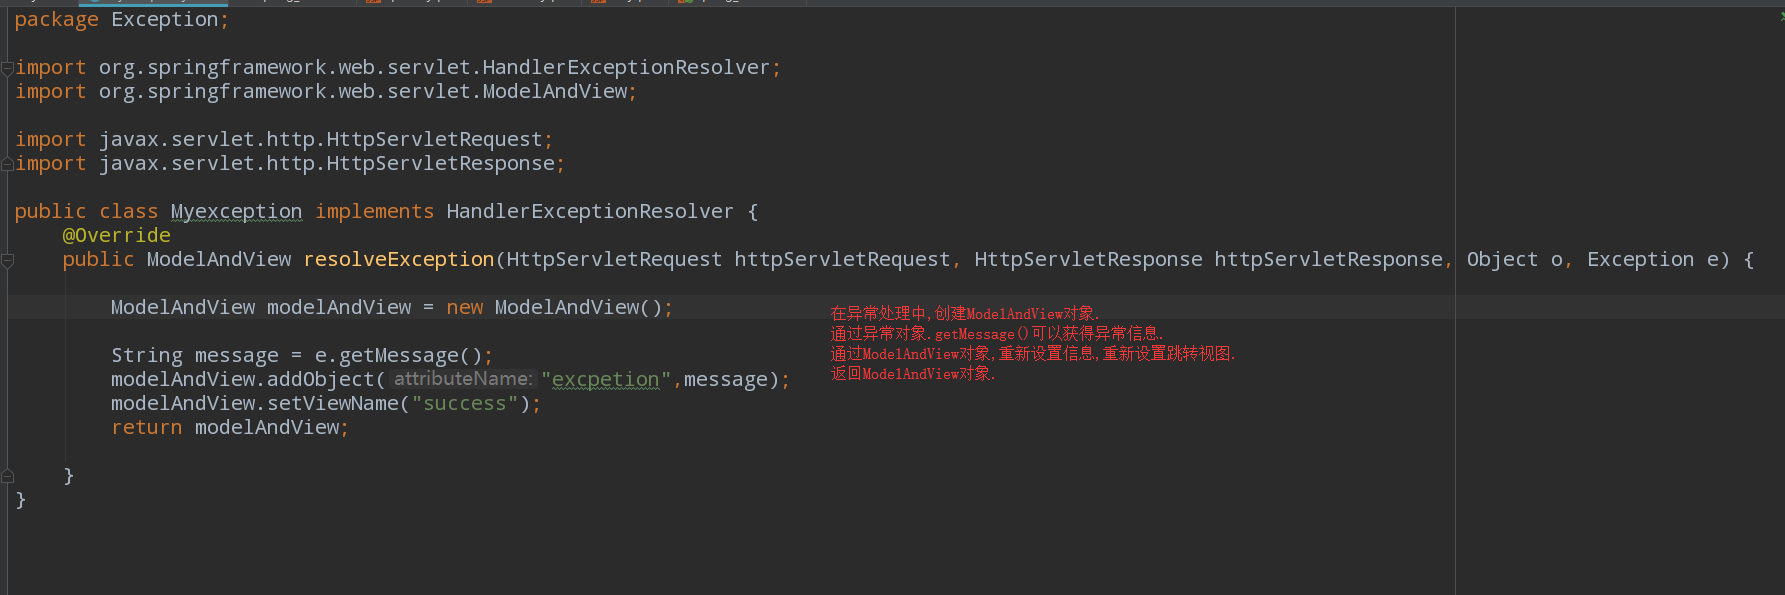 package Exception;
import org.springframework.web.servlet.HandlerExceptionResolver;
import org.springframework.web.servlet.ModelAndView;
import javax.servlet.http.HttpServletRequest;
import javax.servlet.http.HttpServletResponse;
public class Myexception implements HandlerExceptionResolver {
@Override
public ModelAndView resolveException(HttpServletRequest httpServletRequest, HttpServletResponse httpServletResponse, Object o, Exception e) {
ModelAndView modelAndView = new ModelAndView();
String message = e.getMessage();
modelAndView.addObject( attributeName: "excpetion",message);
modelAndView.setViewName("success");
return modelAndView;
}
}
在异常处理中,创建ModelAndView对象.
通过异常对象.getMessage()可以获得异常信息.
通过ModelAndView对象,重新设置信息,重新设置跳转视图.
返回ModelAndView对象.